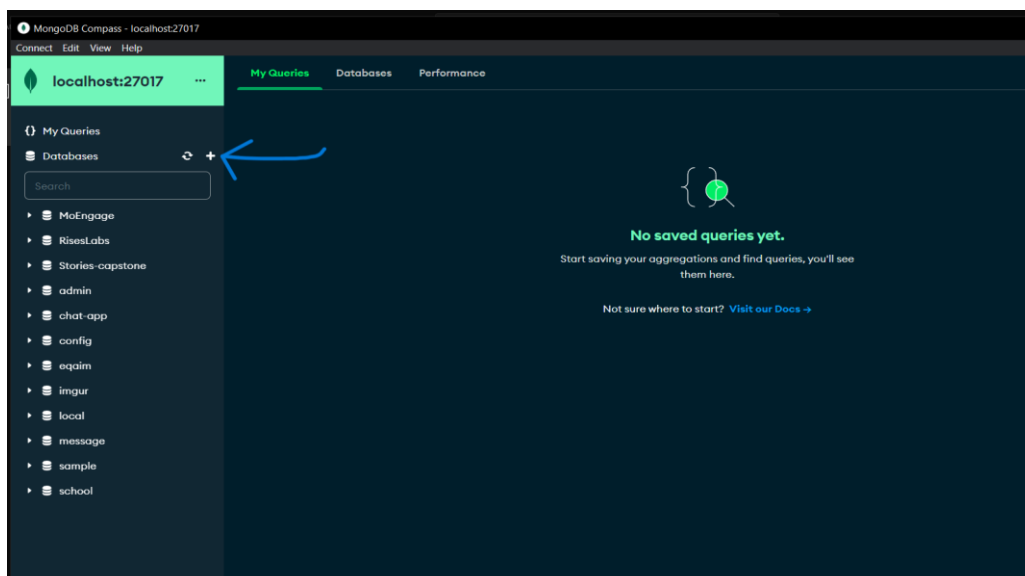 MongoDB Compass - localhost:27017
Connect Edit View Help
localhost:27017 ...
My Queries Databases Performance
{} My Queries
Databases
Search
MoEngage
RisesLabs
Stories-capstone
admin
chat-app
config
eqaim
imgur
local
message
sample
school
No saved queries yet.
Start saving your aggregations and find queries, you'll see
them here.
Not sure where to start? Visit our Docs →